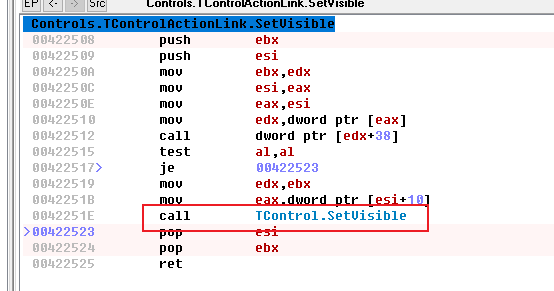 EP <- -> Src Controls.TControlActionLink.SetVisible
Controls.TControlActionLink.SetVisible
00422508 push ebx
00422509 push esi
0042250A mov ebx,edx
0042250C mov esi,eax
0042250E mov eax,esi
00422510 mov edx,dword ptr [eax]
00422512 call dword ptr [edx+38]
00422515 test al,al
00422517> je 00422523
00422519 mov edx,ebx
0042251B mov eax,dword ptr [esi+10]
0042251E call TControl.SetVisible
>00422523 pop esi
00422524 pop ebx
00422525 ret